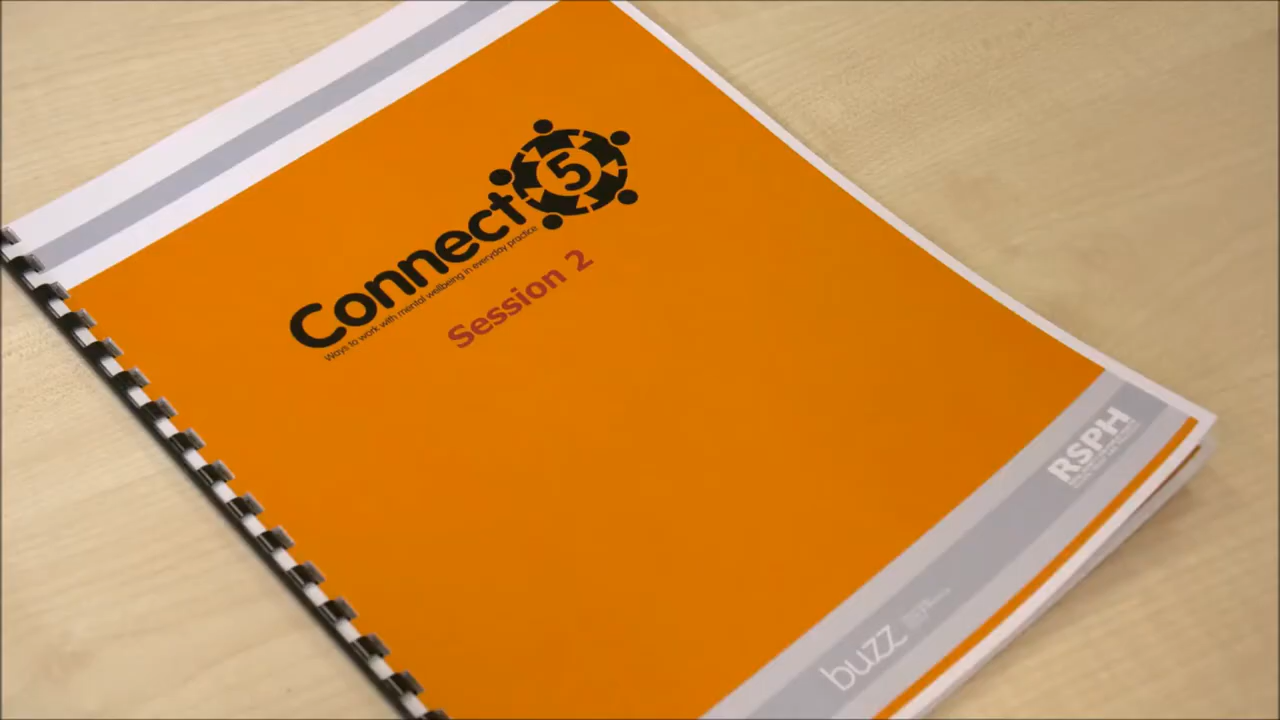 Connect 5
Ways to work with mental wellbeing in everyday practice
Session 2
RSPH
buzz